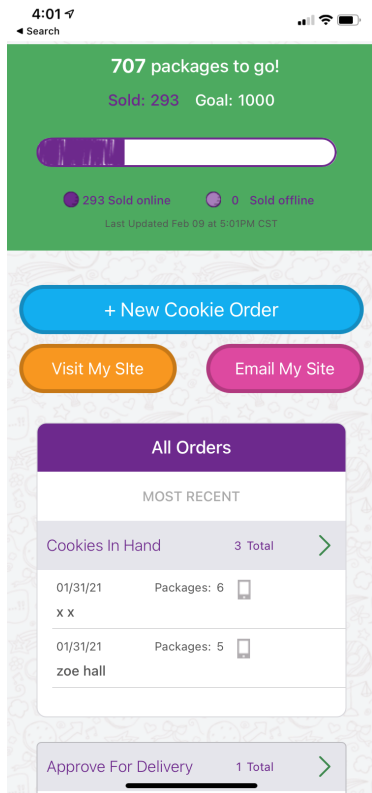 4:01
◀ Search
707 packages to go!
Sold: 293 Goal: 1000
293 Sold online 0 Sold offline
Last Updated Feb 09 at 5:01PM CST
+ New Cookie Order
Visit My SIte Email My Site
All Orders
MOST RECENT
Cookies In Hand 3 Total
01/31/21 Packages: 6
x x
01/31/21 Packages: 5
zoe hall
Approve For Delivery 1 Total